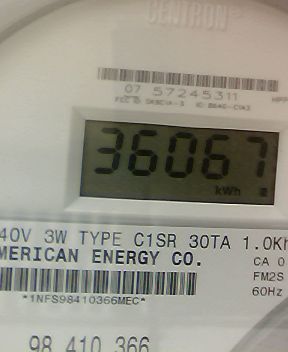 CENTRON®
07 57245311
36067
kWh
40V 3W TYPE C1SR 30TA 1.0Kh
MERICAN ENERGY CO.
CA 0
FM2S
*1NFS98410366MEC*
60Hz
98 410 366